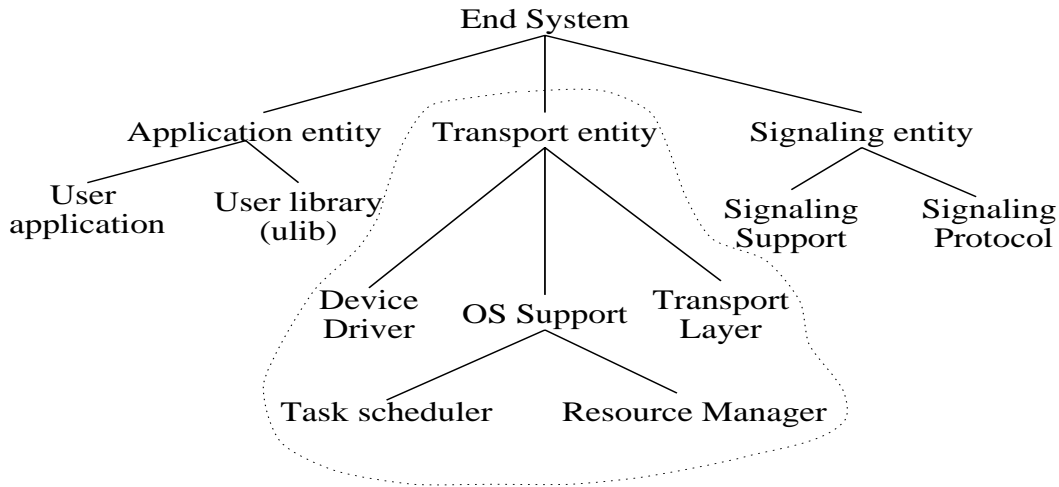 End System
Application entity
Transport entity
Signaling entity
User
application
User library
(ulib)
Signaling
Support
Signaling
Protocol
Device
Driver
OS Support
Transport
Layer
Task scheduler
Resource Manager